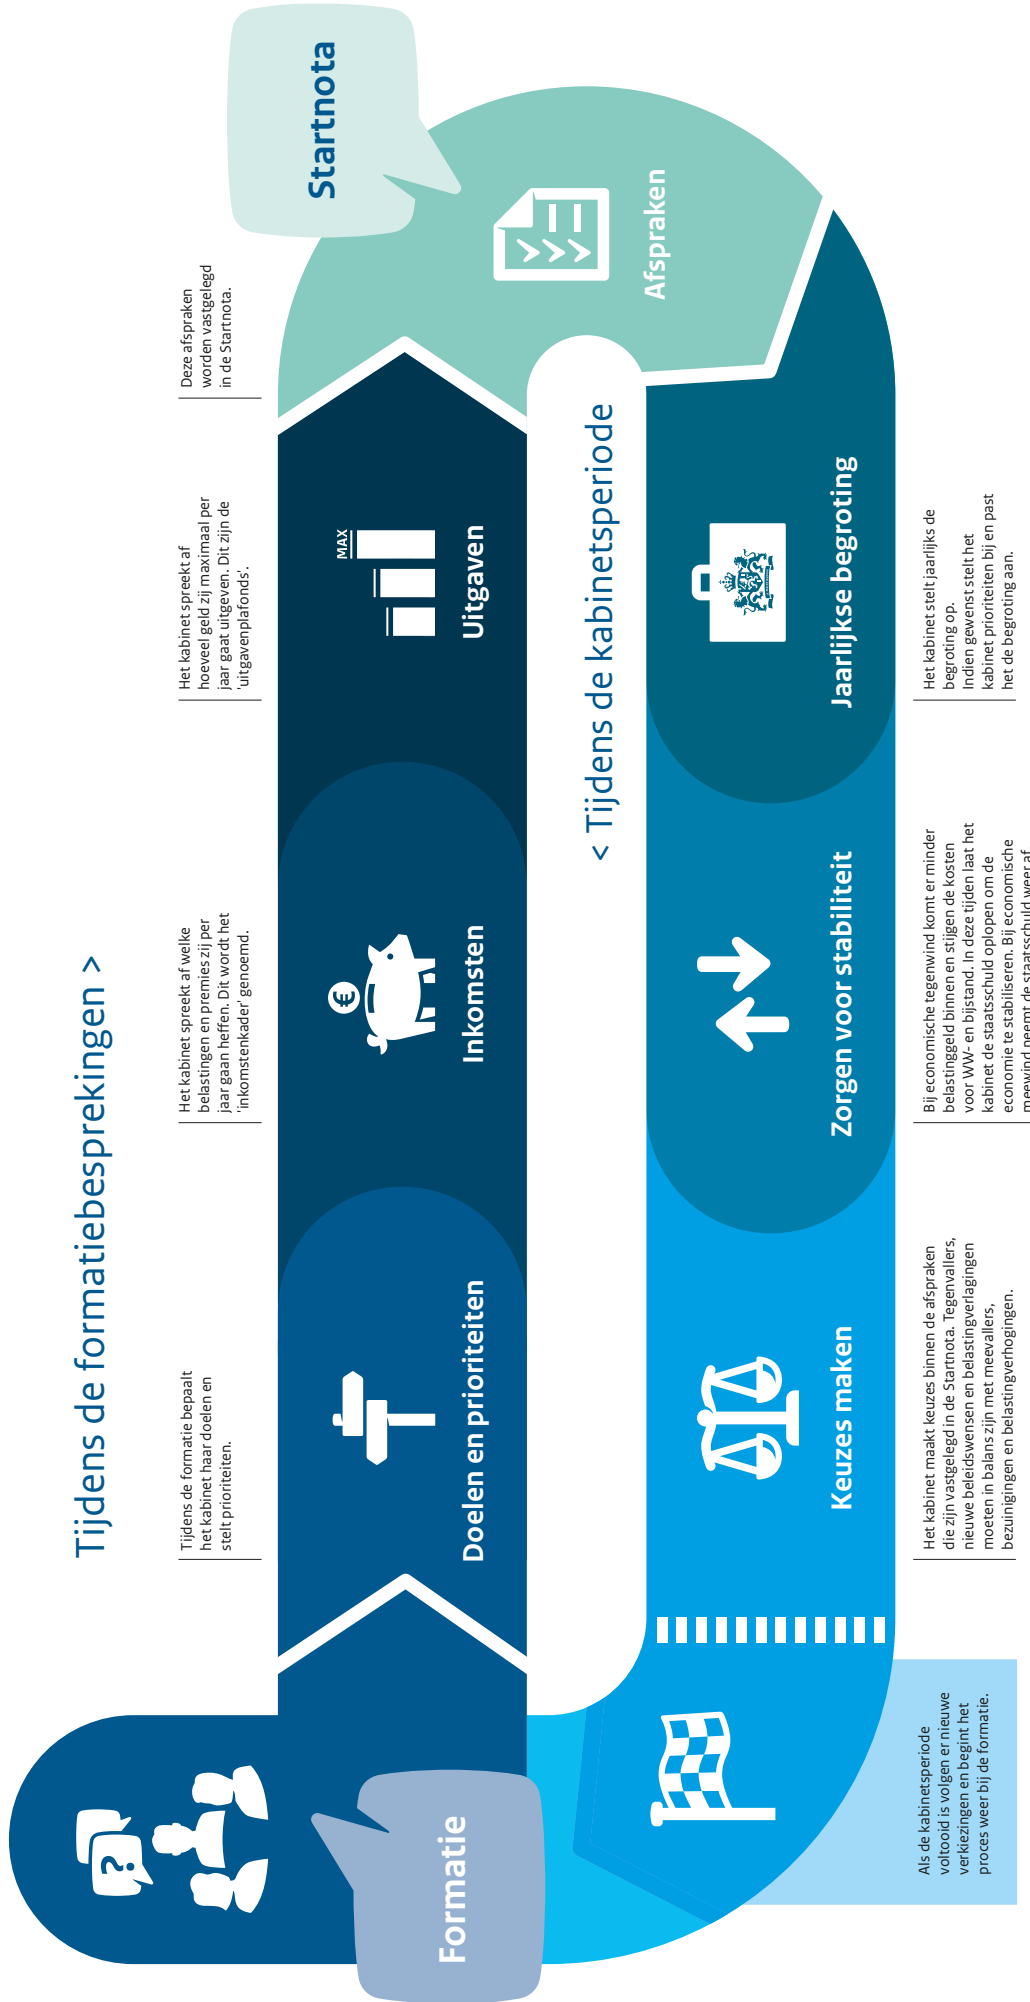 Tijdens de formatiebesprekingen >
Tijdens de formatie bepaalt
het kabinet haar doelen en
stelt prioriteiten.
Het kabinet spreekt af welke
belastingen en premies zij per
jaar gaan heffen. Dit wordt het
'inkomstenkader' genoemd.
Het kabinet spreekt af
hoeveel geld zij maximaal per
jaar gaat uitgeven. Dit zijn de
'uitgavenplafonds'.
Deze afspraken
worden vastgelegd
in de Startnota.
Startnota
?
Formatie
Doelen en prioriteiten
€
Inkomsten
MAX
Uitgaven
Afspraken
< Tijdens de kabinetsperiode
Keuzes maken
Zorgen voor stabiliteit
Jaarlijkse begroting
Als de kabinetsperiode
voltooid is volgen er nieuwe
verkiezingen en begint het
proces weer bij de formatie.
Het kabinet maakt keuzes binnen de afspraken
die zijn vastgelegd in de Startnota. Tegenvallers,
nieuwe beleidswensen en belastingverlagingen
moeten in balans zijn met meevallers,
bezuinigingen en belastingverhogingen.
Bij economische tegenwind komt er minder
belastinggeld binnen en stijgen de kosten
voor WW- en bijstand. In deze tijden laat het
kabinet de staatsschuld oplopen om de
economie te stabiliseren. Bij economische
meewind neemt de staatsschuld weer af
Het kabinet stelt jaarlijks de
begroting op.
Indien gewenst stelt het
kabinet prioriteiten bij en past
het de begroting aan.